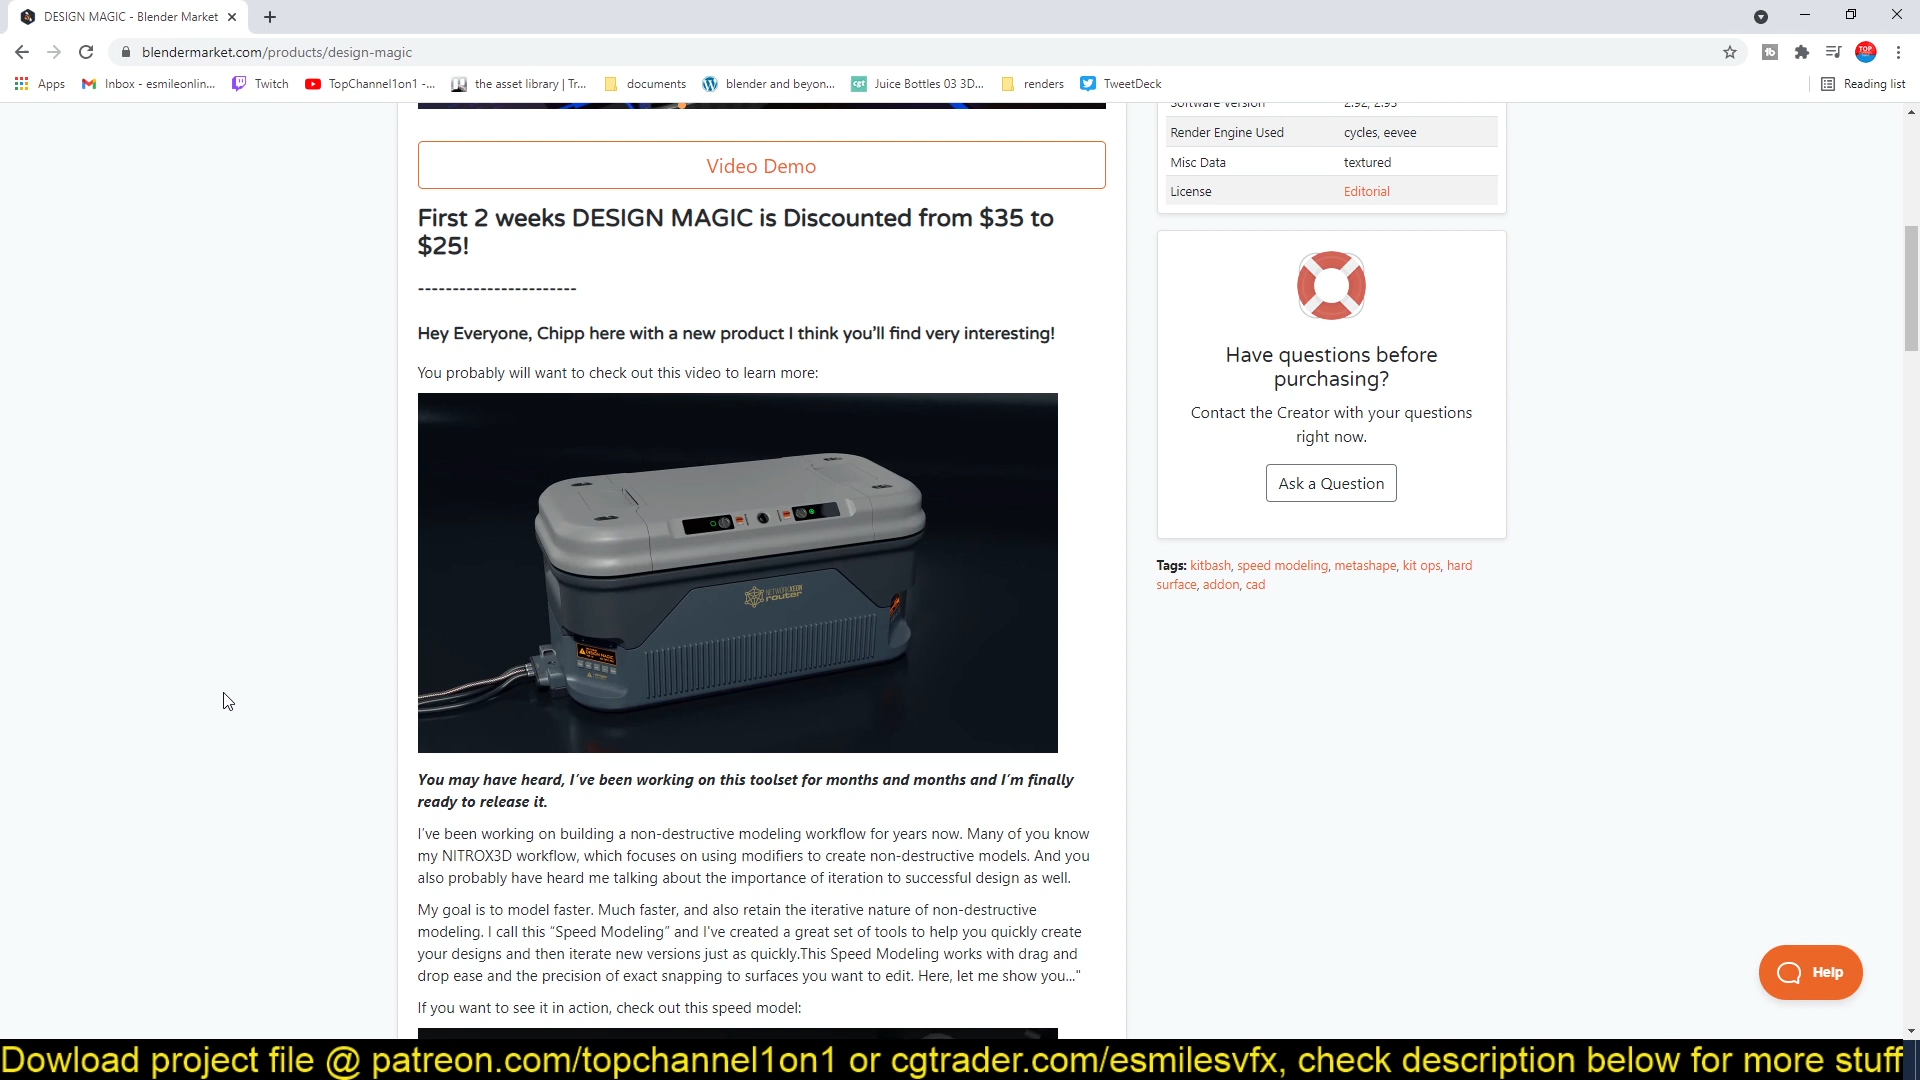 DESIGN MAGIC - Blender Market
blendermarket.com/products/design-magic
Apps
Inbox - esmileonlin...
Twitch
TopChannel1on1 -...
the asset library | Tr...
documents
blender and beyon...
Juice Bottles 03 3D...
renders
TweetDeck
Reading list
Video Demo
First 2 weeks DESIGN MAGIC is Discounted from $35 to
$25!
-----------------------
Hey Everyone, Chipp here with a new product I think you'll find very interesting!
You probably will want to check out this video to learn more:
NETWORXEON
router
DESIGN MAGIC
You may have heard, I've been working on this toolset for months and months and I'm finally
ready to release it.
I've been working on building a non-destructive modeling workflow for years now. Many of you know
my NITROX3D workflow, which focuses on using modifiers to create non-destructive models. And you
also probably have heard me talking about the importance of iteration to successful design as well.
My goal is to model faster. Much faster, and also retain the iterative nature of non-destructive
modeling. I call this “Speed Modeling” and I've created a great set of tools to help you quickly create
your designs and then iterate new versions just as quickly.This Speed Modeling works with drag and
drop ease and the precision of exact snapping to surfaces you want to edit. Here, let me show you..."
If you want to see it in action, check out this speed model:
Software Version 2.92, 2.93
Render Engine Used cycles, eevee
Misc Data textured
License Editorial
Have questions before
purchasing?
Contact the Creator with your questions
right now.
Ask a Question
Tags: kitbash, speed modeling, metashape, kit ops, hard
surface, addon, cad
Help
Dowload project file @ patreon.com/topchannel1on1 or cgtrader.com/esmilesvfx, check description below for more stuff